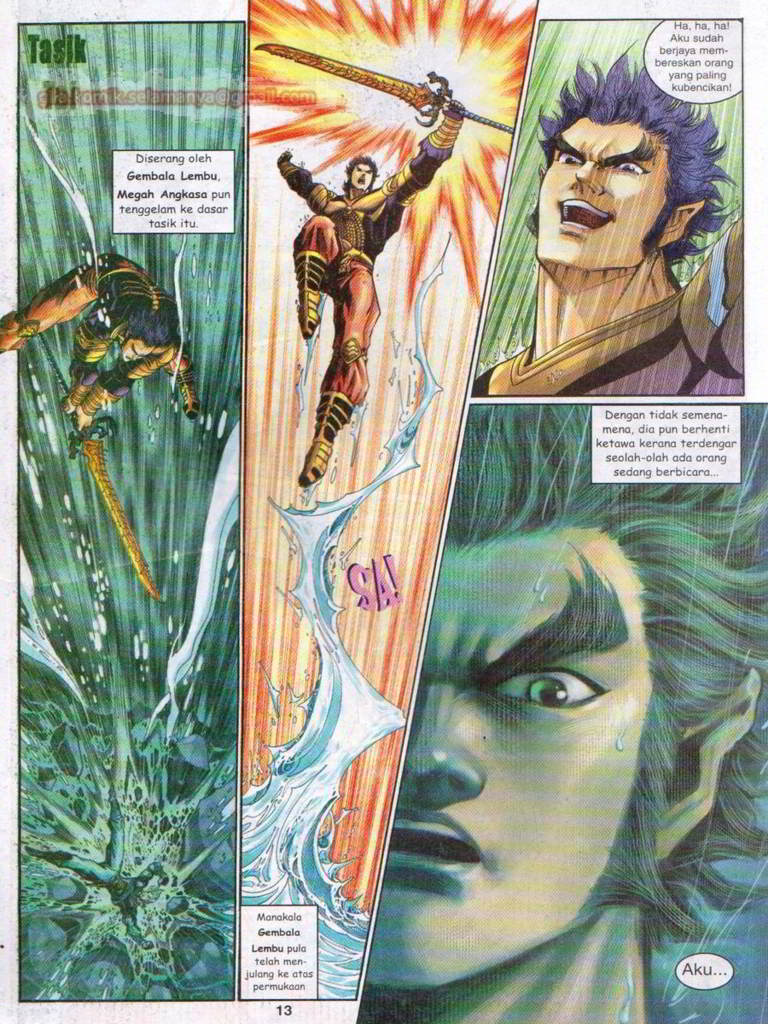 Tasik
Diserang oleh
Gembala Lembu,
Megah Angkasa pun
tenggelam ke dasar
tasik itu.
SA!
Manakala
Gembala
Lembu pula
telah men-
julang ke atas
permukaan
Ha, ha, ha!
Aku sudah
berjaya mem-
bereskan orang
yang paling
kubencikan!
Dengan tidak semena-
mena, dia pun berhenti
ketawa kerana terdengar
seolah-olah ada orang
sedang berbicara...
Aku...
13